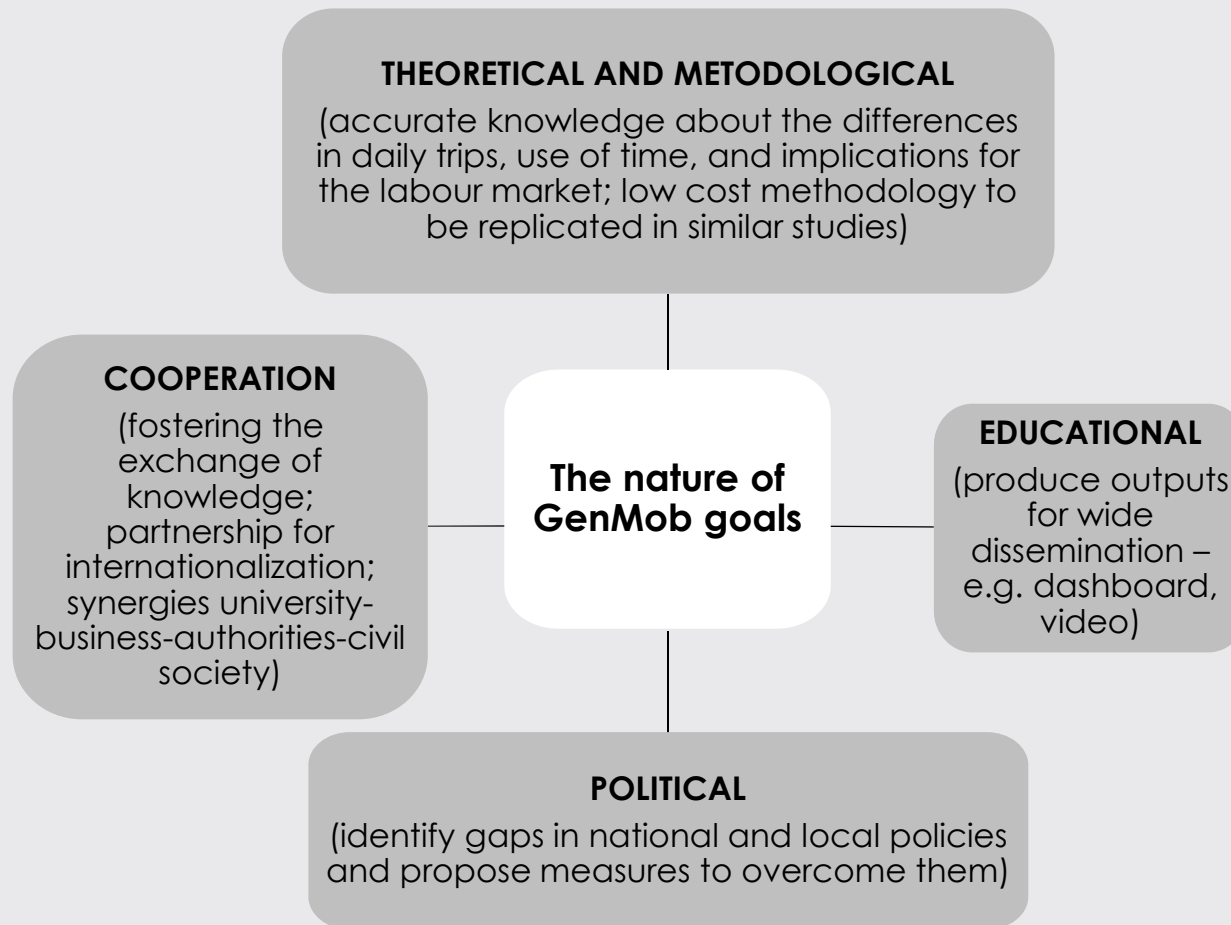 THEORETICAL AND METODOLOGICAL
(accurate knowledge about the differences
in daily trips, use of time, and implications for
the labour market; low cost methodology to
be replicated in similar studies)
COOPERATION
(fostering the
exchange of
knowledge;
partnership for
internationalization;
synergies university-
business-authorities-civil
society)
The nature of
GenMob goals
EDUCATIONAL
(produce outputs
for wide
dissemination –
e.g. dashboard,
video)
POLITICAL
(identify gaps in national and local policies
and propose measures to overcome them)